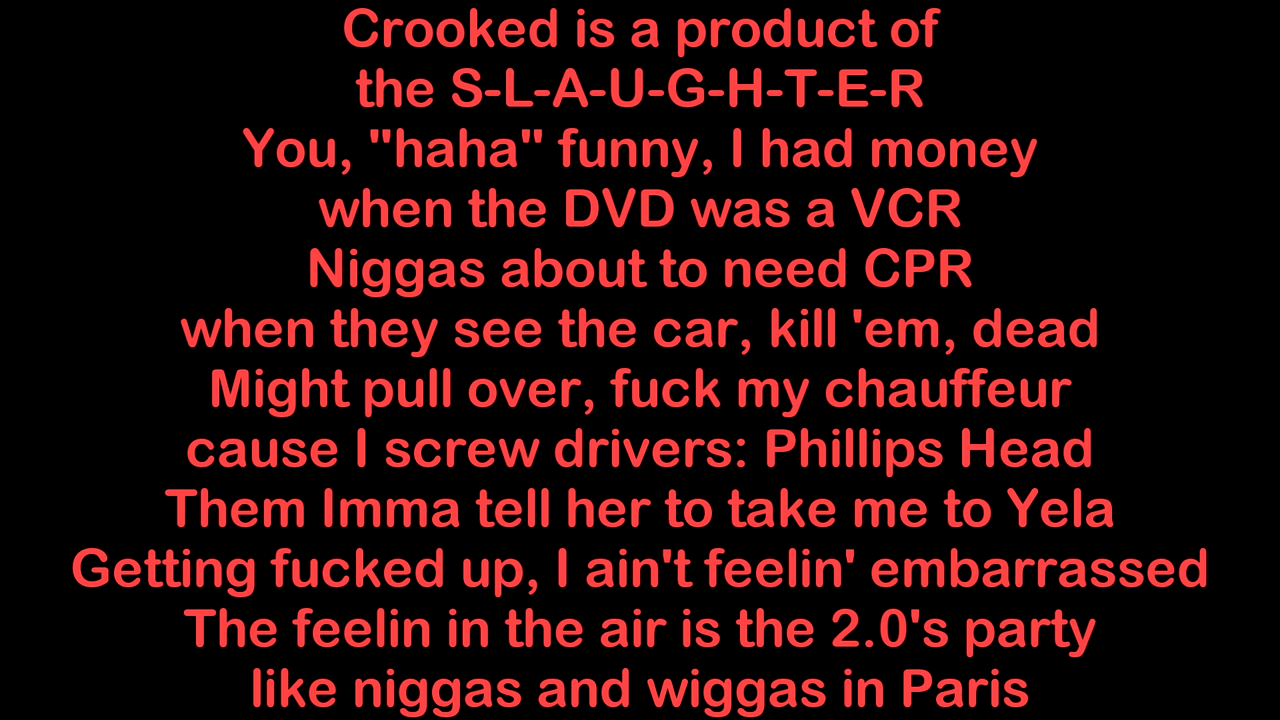 Crooked is a product of
the S-L-A-U-G-H-T-E-R
You, "haha" funny, I had money
when the DVD was a VCR
Niggas about to need CPR
when they see the car, kill 'em, dead
Might pull over, fuck my chauffeur
cause I screw drivers: Phillips Head
Them Imma tell her to take me to Yela
Getting fucked up, I ain't feelin' embarrassed
The feelin in the air is the 2.0's party
like niggas and wiggas in Paris